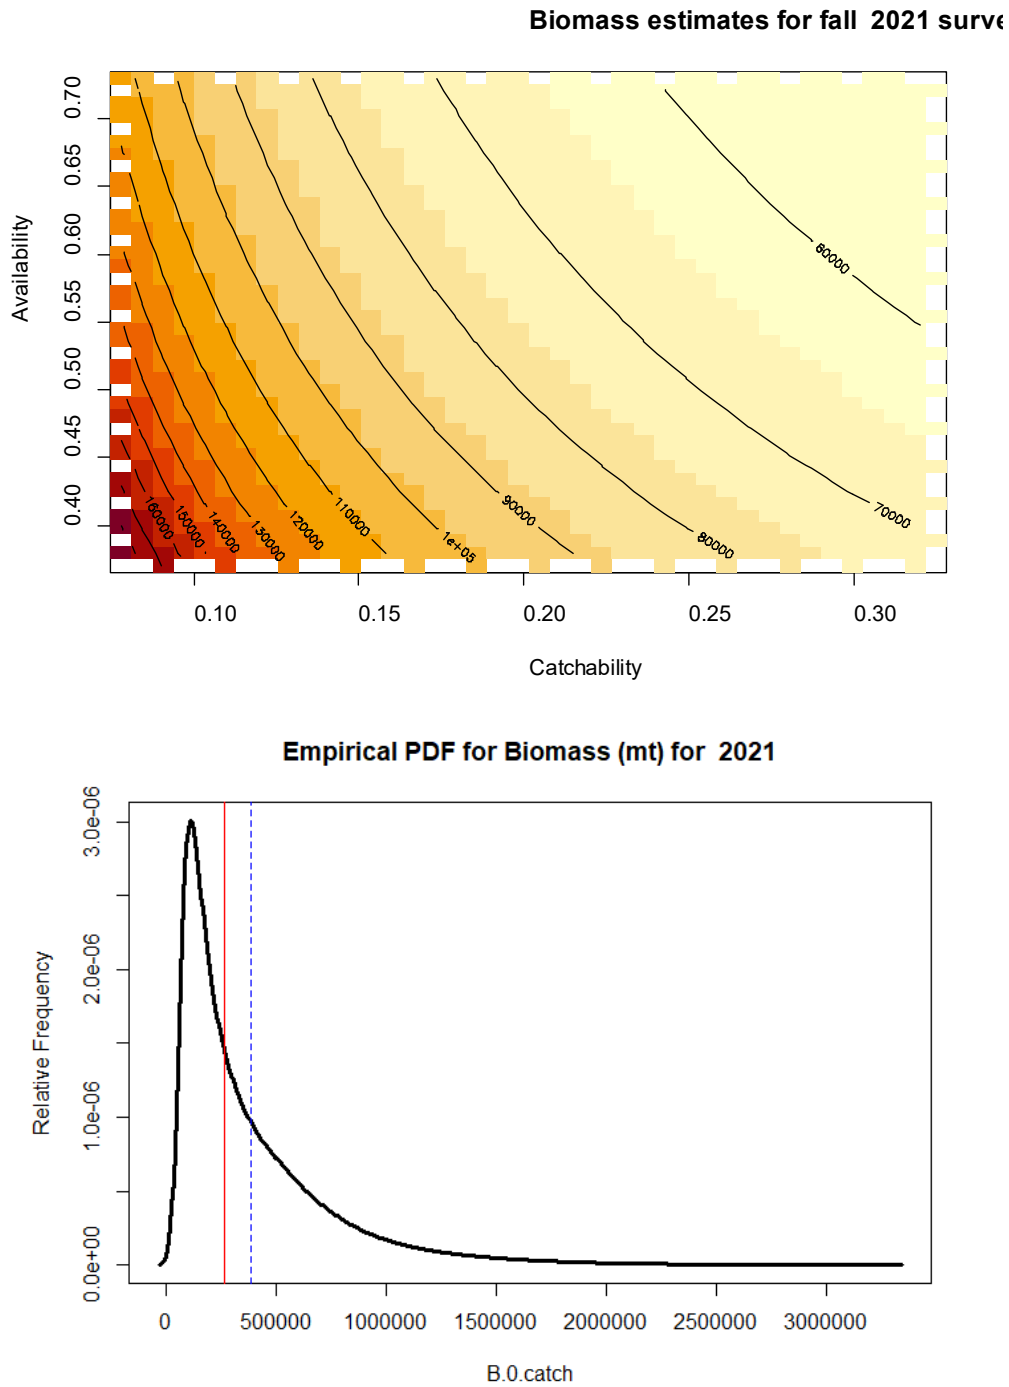 Biomass estimates for fall 2021 surve
0.70
0.65
0.60
0.55
0.50
0.45
0.40
Availability
60000
70000
80000
90000
1e+05
110000
120000
130000
140000
150000
160000
0.10 0.15 0.20 0.25 0.30
Catchability
Empirical PDF for Biomass (mt) for 2021
3.0e-06
2.0e-06
1.0e-06
0.0e+00
Relative Frequency
0 500000 1000000 1500000 2000000 2500000 3000000
B.0.catch